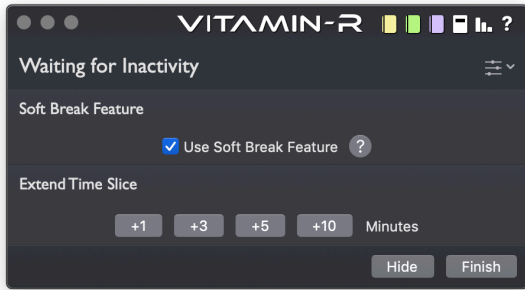 VITAMIN-R ?
Waiting for Inactivity
Soft Break Feature
Use Soft Break Feature ?
Extend Time Slice
+1 +3 +5 +10 Minutes
Hide Finish